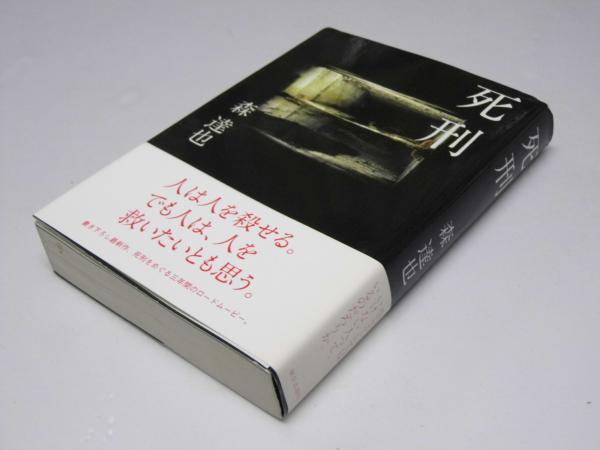 死刑
森達也
人は人を殺せる。
でも人は、人を
救いたいとも思う。
書き下ろし最新作。死刑をめぐる三年間のロードムービー。
死刑
森達也